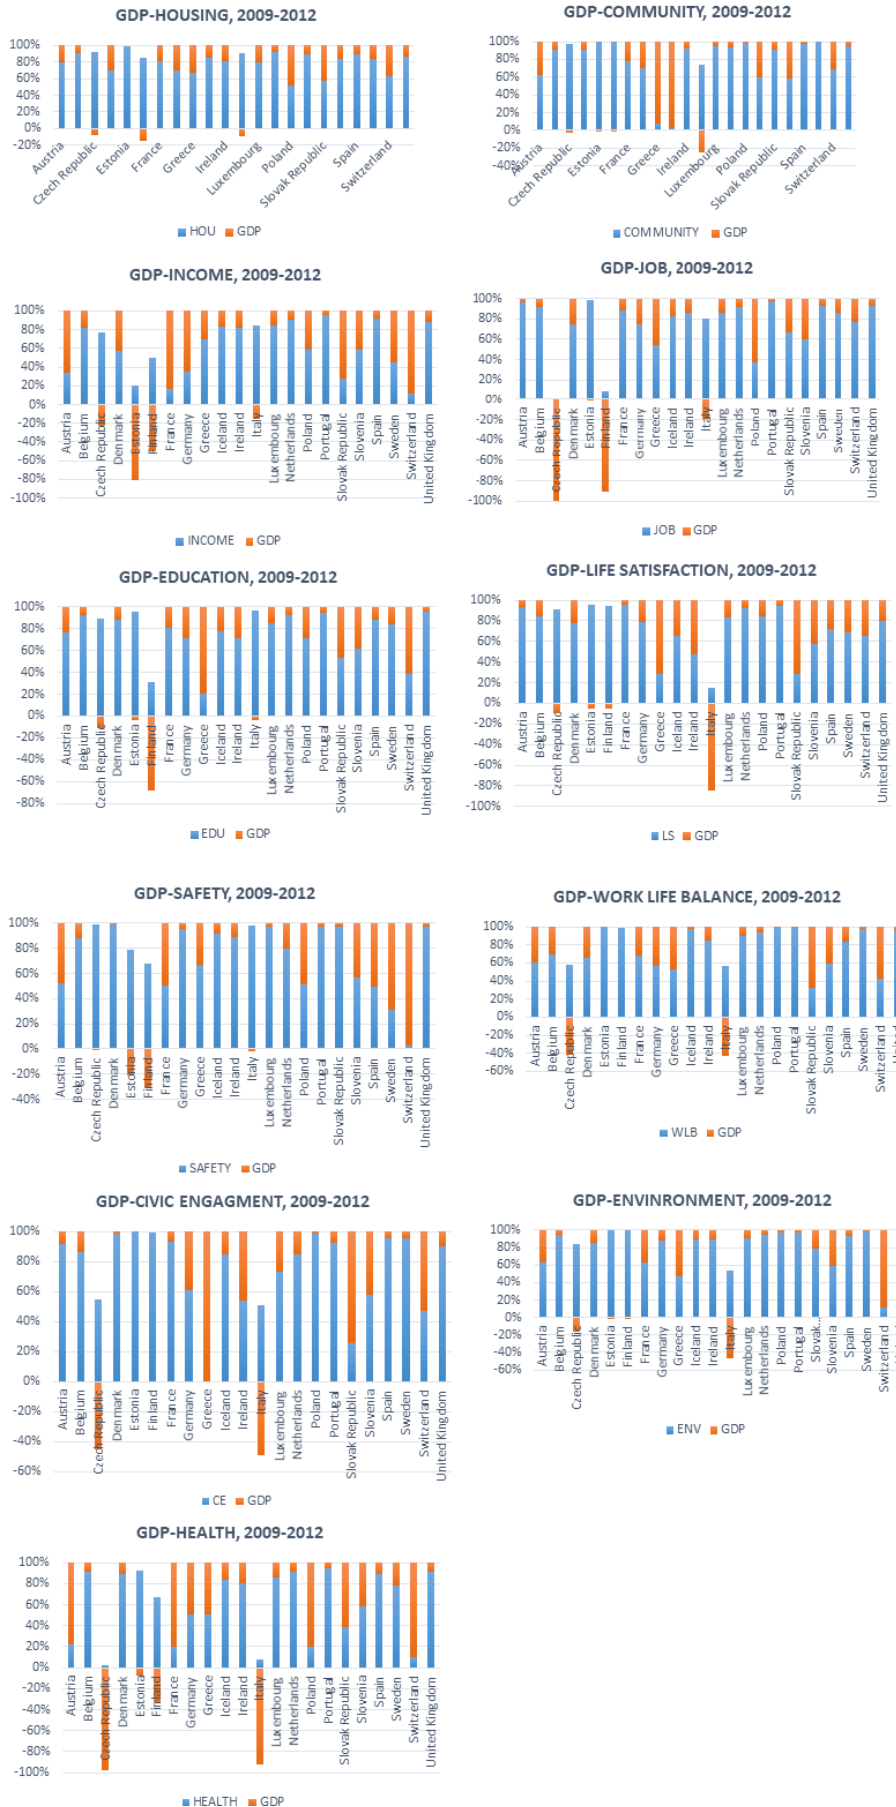 GDP-HOUSING, 2009-2012
100%
80%
60%
40%
20%
0%
-20%
Austria
Czech Republic
Estonia
France
Greece
Ireland
Luxembourg
Poland
Slovak Republic
Spain
Switzerland
HOU GDP
GDP-COMMUNITY, 2009-2012
100%
80%
60%
40%
20%
0%
-20%
-40%
Austria
Czech Republic
Estonia
France
Greece
Ireland
Luxembourg
Poland
Slovak Republic
Spain
Switzerland
COMMUNITY GDP
GDP-INCOME, 2009-2012
100%
80%
60%
40%
20%
0%
-20%
-40%
-60%
-80%
-100%
Austria
Belgium
Czech Republic
Denmark
Estonia
Finland
France
Germany
Greece
Iceland
Ireland
Italy
Luxembourg
Netherlands
Poland
Portugal
Slovak Republic
Slovenia
Spain
Sweden
Switzerland
United Kingdom
INCOME GDP
GDP-JOB, 2009-2012
100%
80%
60%
40%
20%
0%
-20%
-40%
-60%
-80%
-100%
Austria
Belgium
Czech Republic
Denmark
Estonia
Finland
France
Germany
Greece
Iceland
Ireland
Italy
Luxembourg
Netherlands
Poland
Portugal
Slovak Republic
Slovenia
Spain
Sweden
Switzerland
United Kingdom
JOB GDP
GDP-EDUCATION, 2009-2012
100%
80%
60%
40%
20%
0%
-20%
-40%
-60%
-80%
Austria
Belgium
Czech Republic
Denmark
Estonia
Finland
France
Germany
Greece
Iceland
Ireland
Italy
Luxembourg
Netherlands
Poland
Portugal
Slovak Republic
Slovenia
Spain
Sweden
Switzerland
United Kingdom
EDU GDP
GDP-LIFE SATISFACTION, 2009-2012
100%
80%
60%
40%
20%
0%
-20%
-40%
-60%
-80%
-100%
Austria
Belgium
Czech Republic
Denmark
Estonia
Finland
France
Germany
Greece
Iceland
Ireland
Italy
Luxembourg
Netherlands
Poland
Portugal
Slovak Republic
Slovenia
Spain
Sweden
Switzerland
United Kingdom
LS GDP
GDP-SAFETY, 2009-2012
100%
80%
60%
40%
20%
0%
-20%
-40%
Austria
Belgium
Czech Republic
Denmark
Estonia
Finland
France
Germany
Greece
Iceland
Ireland
Italy
Luxembourg
Netherlands
Poland
Portugal
Slovak Republic
Slovenia
Spain
Sweden
Switzerland
United Kingdom
SAFETY GDP
GDP-WORK LIFE BALANCE, 2009-2012
100%
80%
60%
40%
20%
0%
-20%
-40%
-60%
Austria
Belgium
Czech Republic
Denmark
Estonia
Finland
France
Germany
Greece
Iceland
Ireland
Italy
Luxembourg
Netherlands
Poland
Portugal
Slovak Republic
Slovenia
Spain
Sweden
Switzerland
WLB GDP
GDP-CIVIC ENGAGMENT, 2009-2012
100%
80%
60%
40%
20%
0%
-20%
-40%
-60%
Austria
Belgium
Czech Republic
Denmark
Estonia
Finland
France
Germany
Greece
Iceland
Ireland
Italy
Luxembourg
Netherlands
Poland
Portugal
Slovak Republic
Slovenia
Spain
Sweden
Switzerland
United Kingdom
CE GDP
GDP-ENVINRONMENT, 2009-2012
100%
80%
60%
40%
20%
0%
-20%
-40%
-60%
Austria
Belgium
Czech Republic
Denmark
Estonia
Finland
France
Germany
Greece
Iceland
Ireland
Italy
Luxembourg
Netherlands
Poland
Portugal
Slovak...
Slovenia
Spain
Sweden
Switzerland
ENV GDP
GDP-HEALTH, 2009-2012
100%
80%
60%
40%
20%
0%
-20%
-40%
-60%
-80%
-100%
Austria
Belgium
Czech Republic
Denmark
Estonia
Finland
France
Germany
Greece
Iceland
Ireland
Italy
Luxembourg
Netherlands
Poland
Portugal
Slovak Republic
Slovenia
Spain
Sweden
Switzerland
United Kingdom
HEALTH GDP